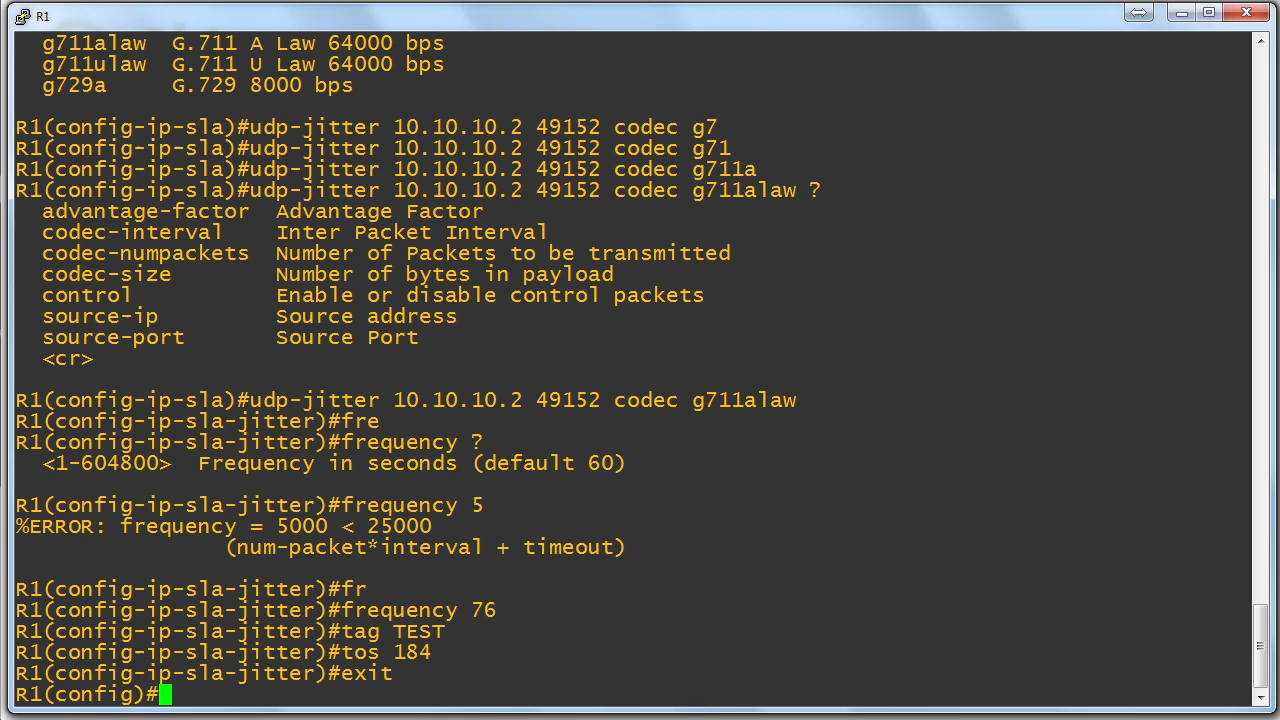 R1
g711alaw  G.711 A Law 64000 bps
g711ulaw  G.711 U Law 64000 bps
g729a     G.729 8000 bps
R1(config-ip-sla)#udp-jitter 10.10.10.2 49152 codec g7
R1(config-ip-sla)#udp-jitter 10.10.10.2 49152 codec g71
R1(config-ip-sla)#udp-jitter 10.10.10.2 49152 codec g711a
R1(config-ip-sla)#udp-jitter 10.10.10.2 49152 codec g711alaw ?
advantage-factor  Advantage Factor
codec-interval    Inter Packet Interval
codec-numpackets  Number of Packets to be transmitted
codec-size        Number of bytes in payload
control           Enable or disable control packets
source-ip         Source address
source-port       Source Port
<cr>
R1(config-ip-sla)#udp-jitter 10.10.10.2 49152 codec g711alaw
R1(config-ip-sla-jitter)#fre
R1(config-ip-sla-jitter)#frequency ?
<1-604800>  Frequency in seconds (default 60)
R1(config-ip-sla-jitter)#frequency 5
%ERROR: frequency = 5000 < 25000
(num-packet*interval + timeout)
R1(config-ip-sla-jitter)#fr
R1(config-ip-sla-jitter)#frequency 76
R1(config-ip-sla-jitter)#tag TEST
R1(config-ip-sla-jitter)#tos 184
R1(config-ip-sla-jitter)#exit
R1(config)#